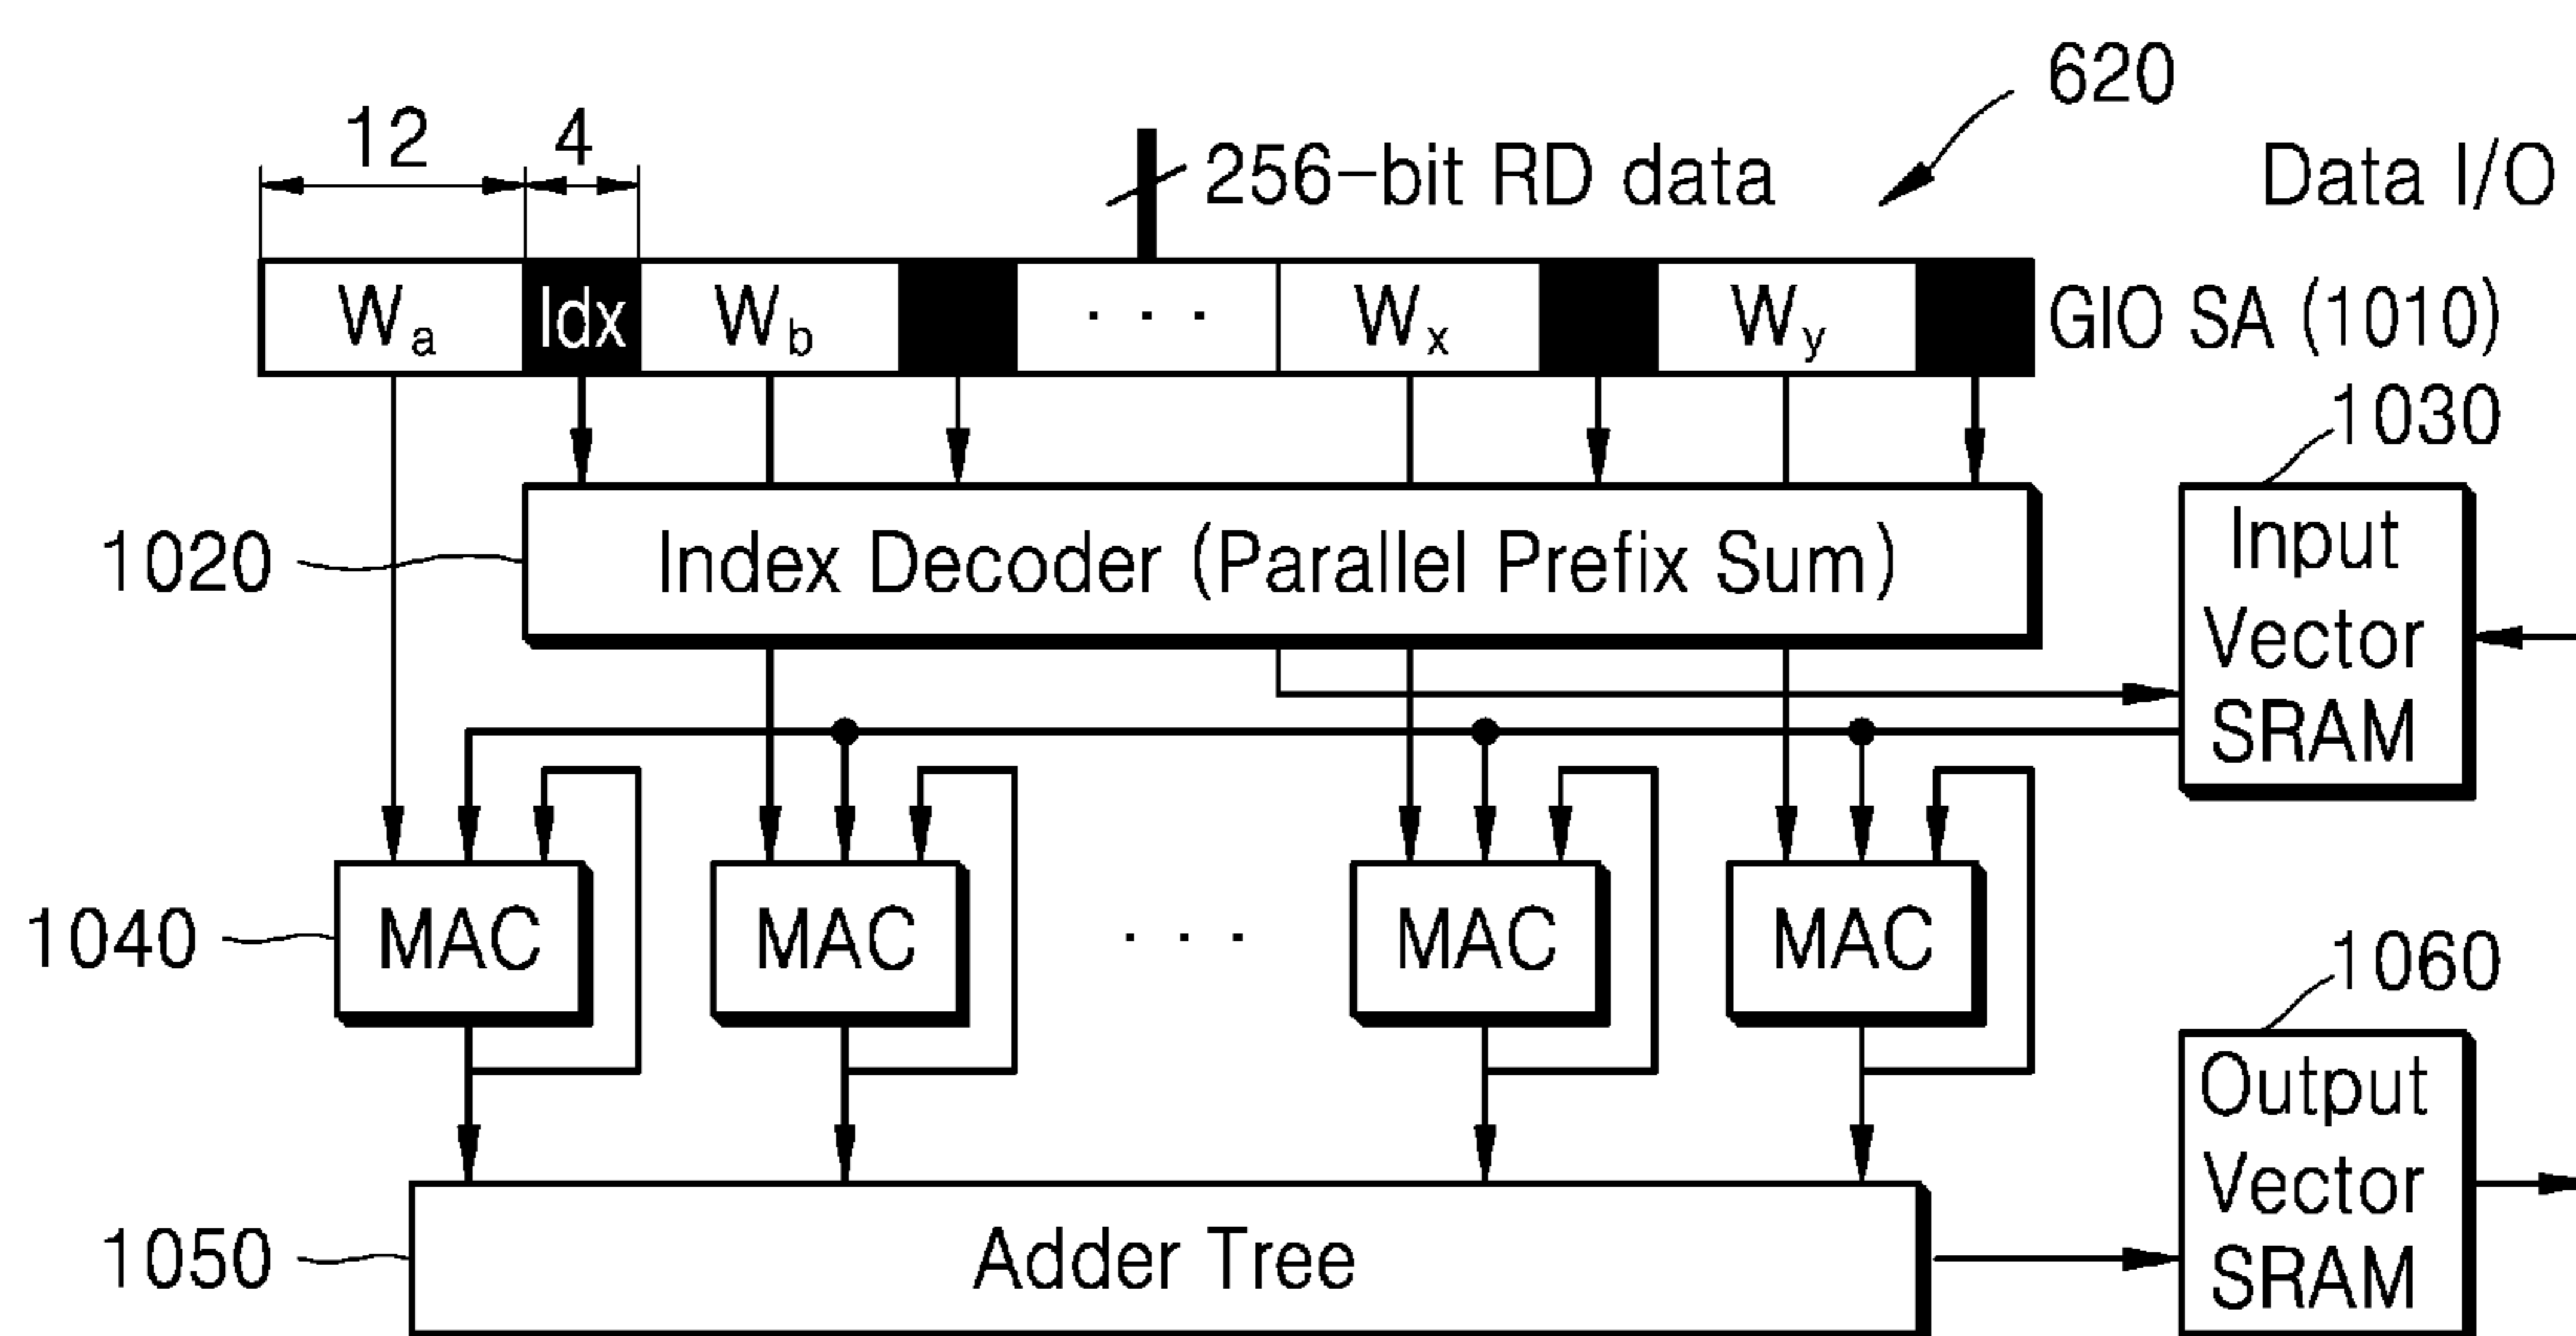 620
12 4 256-bit RD data Data I/O
Wa Idx Wb · · · Wx Wy GIO SA (1010)
1030
1020 Index Decoder (Parallel Prefix Sum)
Input
Vector
SRAM
1040 MAC MAC · · · MAC MAC
1060
Output
Vector
SRAM
1050 Adder Tree